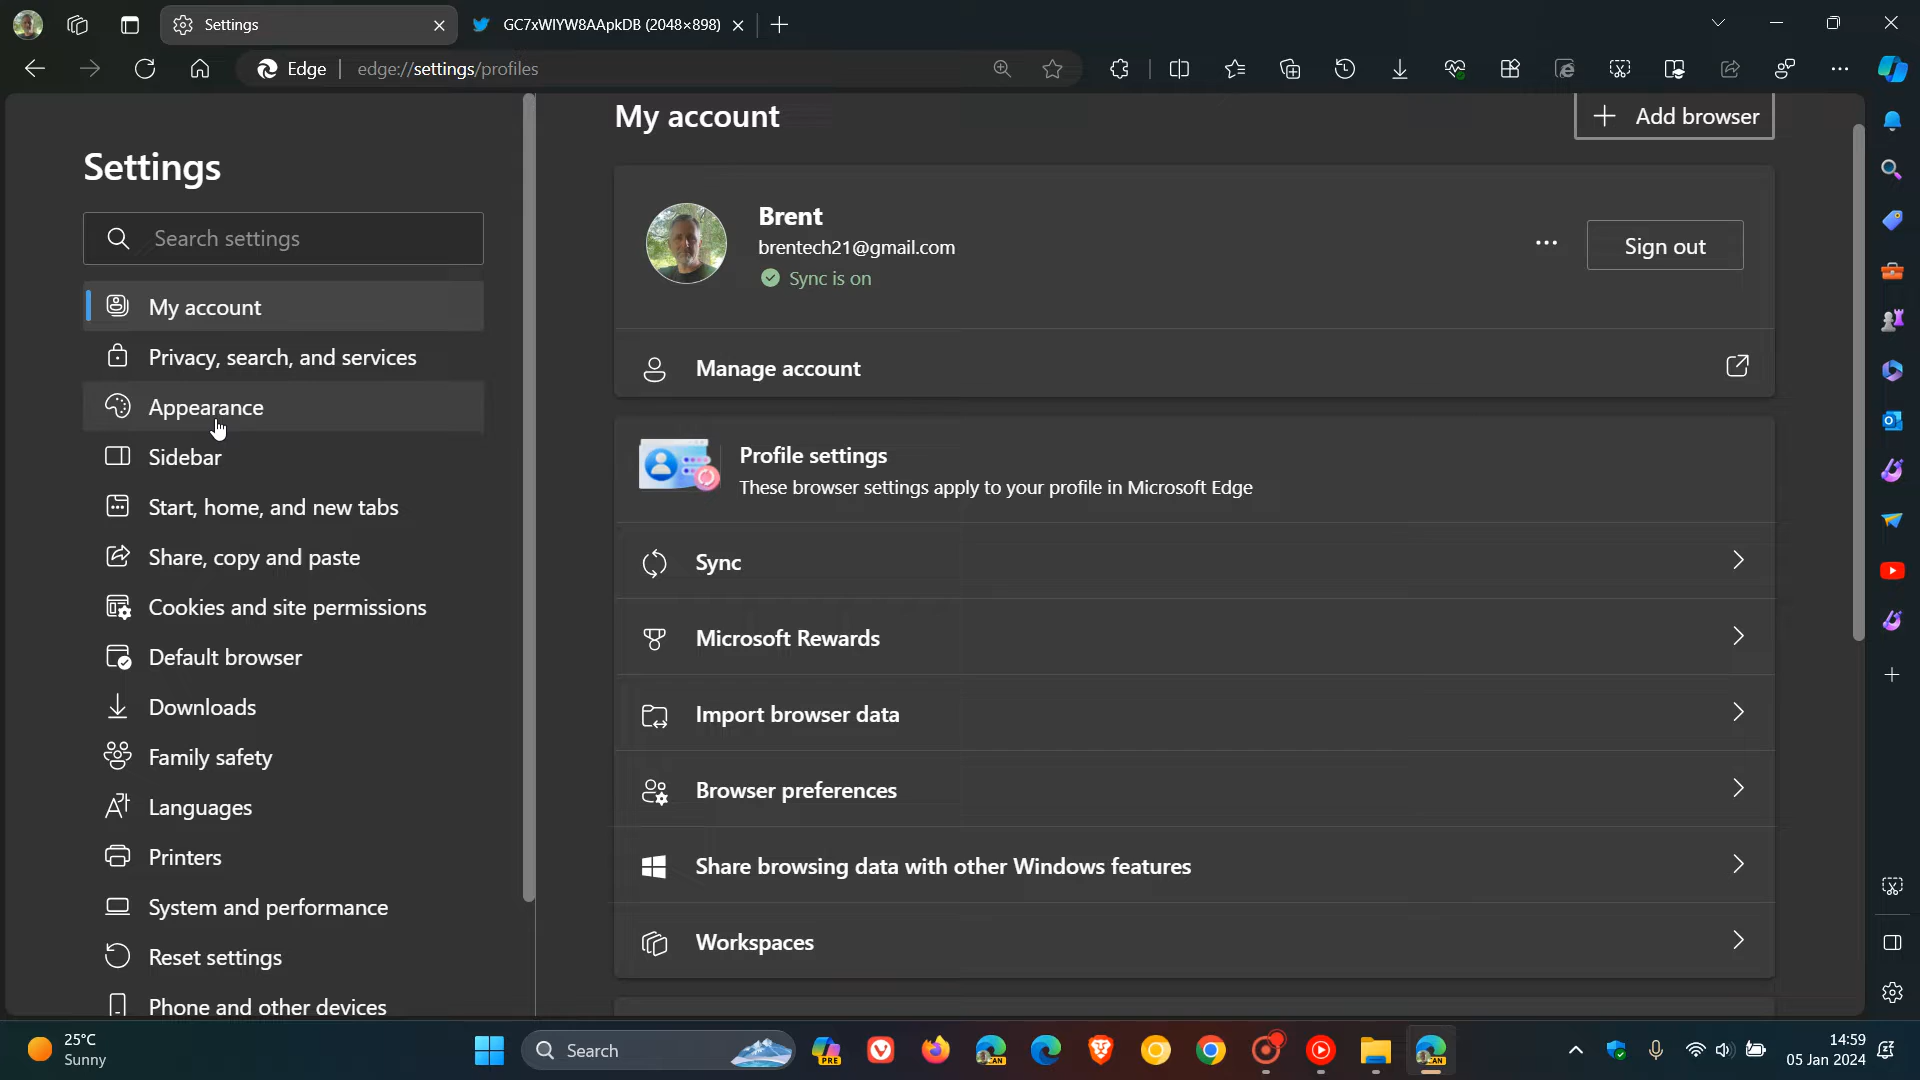 Settings
GC7xWIYW8AApkDB (2048×898)
Edge
edge://settings/profiles
Settings
Search settings
My account
Privacy, search, and services
Appearance
Sidebar
Start, home, and new tabs
Share, copy and paste
Cookies and site permissions
Default browser
Downloads
Family safety
Languages
Printers
System and performance
Reset settings
Phone and other devices
My account
Add browser
Brent
brentech21@gmail.com
Sync is on
Sign out
Manage account
Profile settings
These browser settings apply to your profile in Microsoft Edge
Sync
Microsoft Rewards
Import browser data
Browser preferences
Share browsing data with other Windows features
Workspaces
25°C
Sunny
Search
PRE
CAN
CAN
14:59
05 Jan 2024